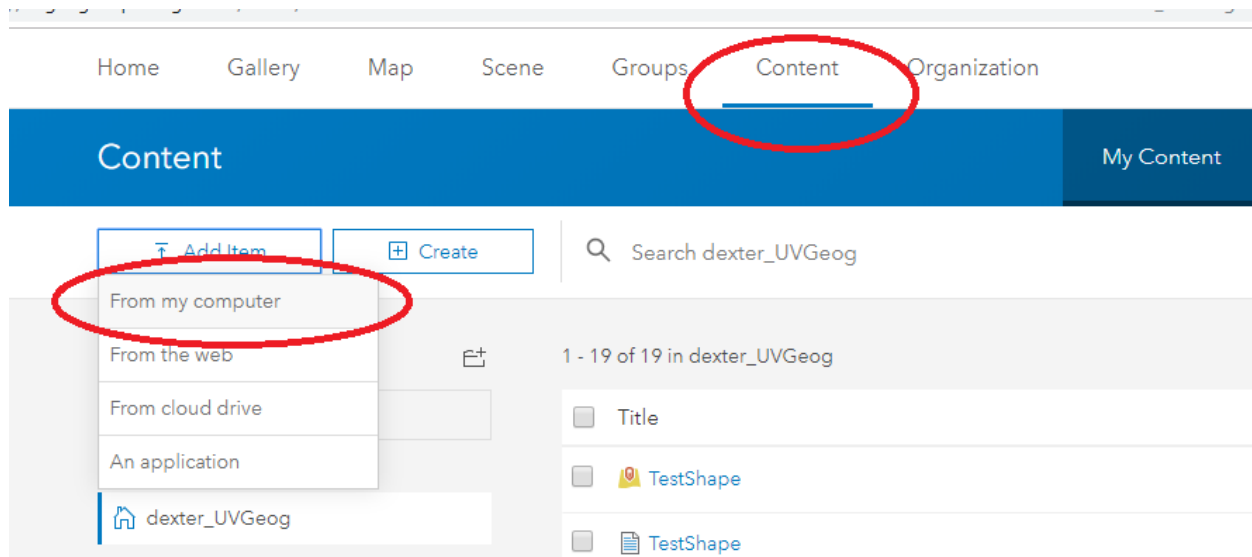 Home Gallery Map Scene Groups Content Organization
Content My Content
Add Item Create Search dexter_UVGeog
From my computer
From the web 1 - 19 of 19 in dexter_UVGeog
From cloud drive Title
An application TestShape
dexter_UVGeog
TestShape